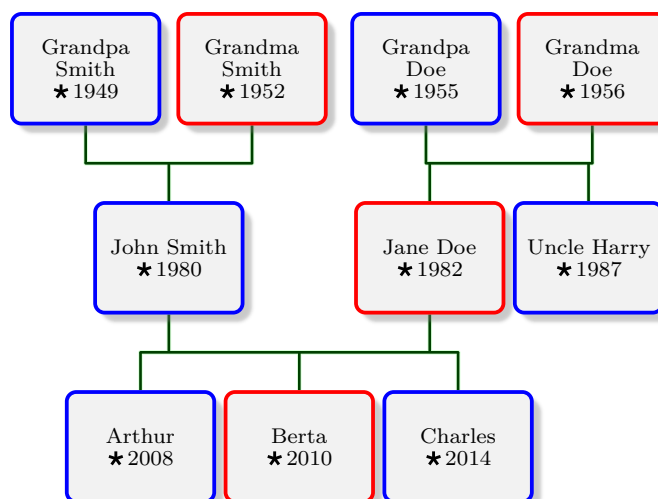 Grandpa
Smith
★ 1949
Grandma
Smith
★ 1952
Grandpa
Doe
★ 1955
Grandma
Doe
★ 1956
John Smith
★ 1980
Jane Doe
★ 1982
Uncle Harry
★ 1987
Arthur
★ 2008
Berta
★ 2010
Charles
★ 2014